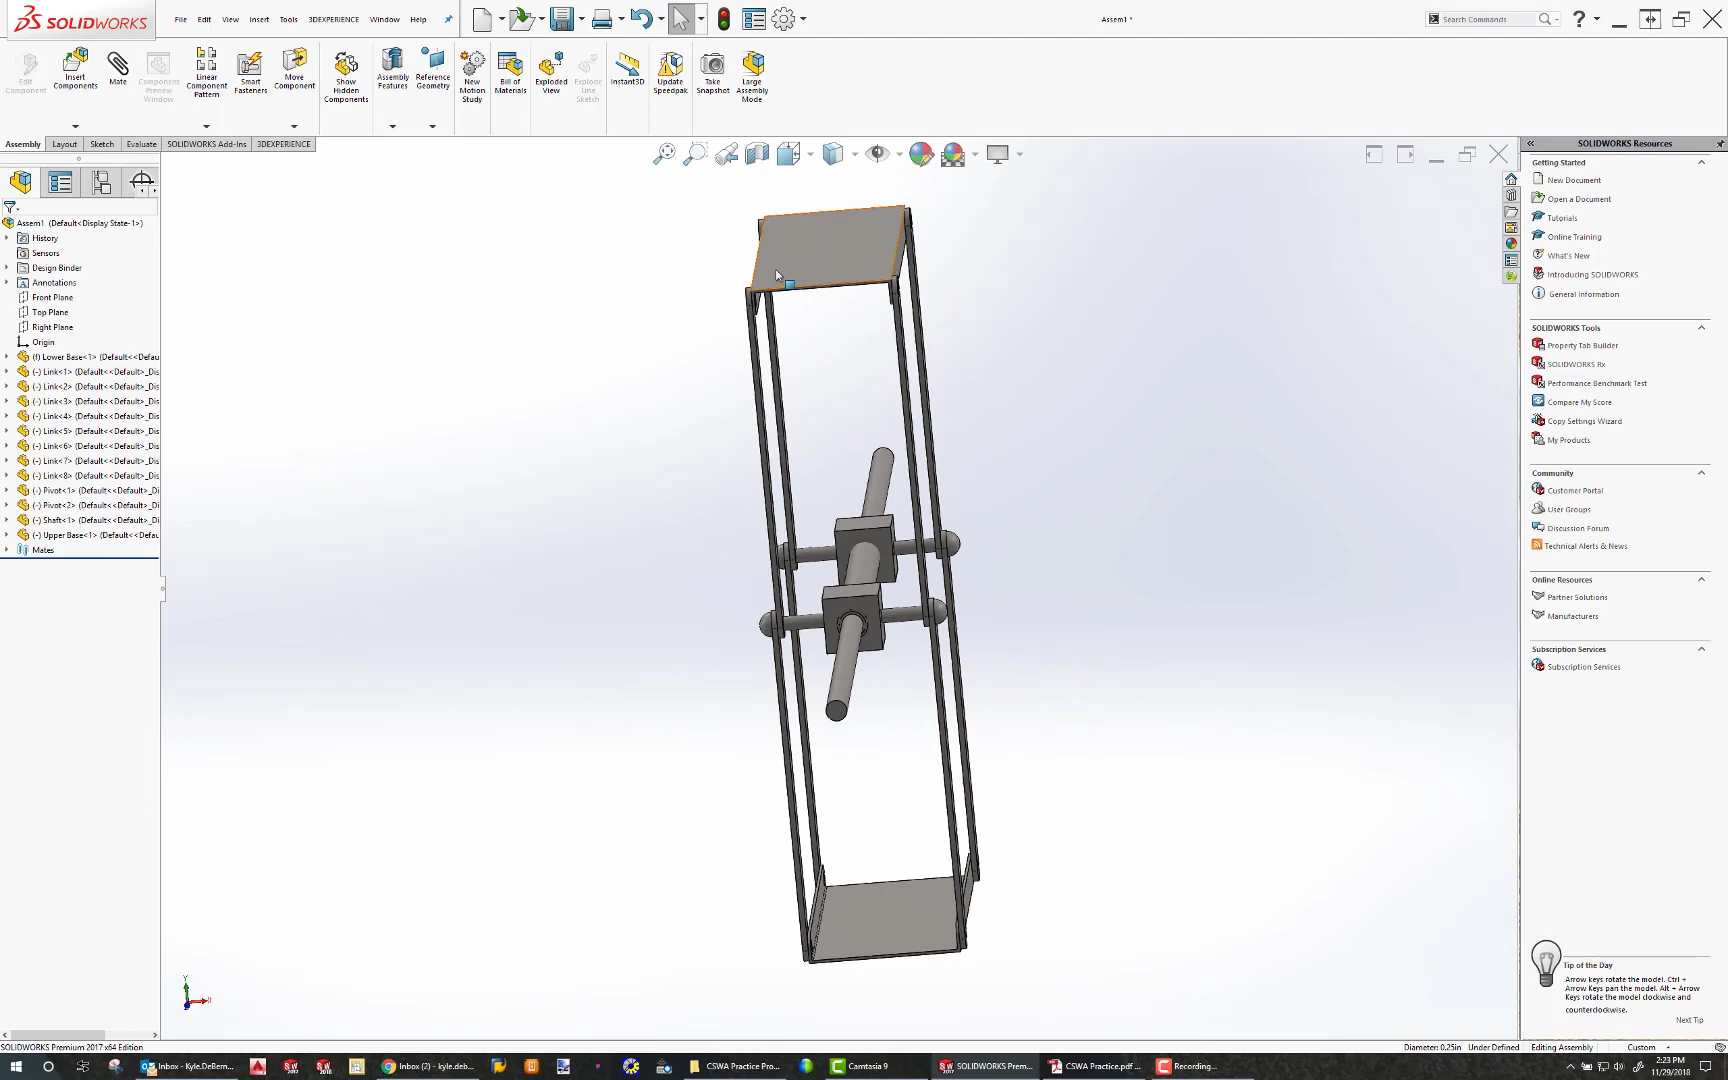 SOLIDWORKS
File Edit View Insert Tools 3DEXPERIENCE Window Help
Assem1 *
Search Commands
Edit Component
Insert Components
Mate
Component Preview Window
Linear Component Pattern
Smart Fasteners
Move Component
Show Hidden Components
Assembly Features
Reference Geometry
New Motion Study
Bill of Materials
Exploded View
Explode Line Sketch
Instant3D
Update Speedpak
Take Snapshot
Large Assembly Mode
Assembly Layout Sketch Evaluate SOLIDWORKS Add-Ins 3DEXPERIENCE
Assem1 (Default<Display State-1>)
History
Sensors
Design Binder
Annotations
Front Plane
Top Plane
Right Plane
Origin
(f) Lower Base<1> (Default<<Defau
(-) Link<1> (Default<<Default>_Dis
(-) Link<2> (Default<<Default>_Dis
(-) Link<3> (Default<<Default>_Dis
(-) Link<4> (Default<<Default>_Dis
(-) Link<5> (Default<<Default>_Dis
(-) Link<6> (Default<<Default>_Dis
(-) Link<7> (Default<<Default>_Dis
(-) Link<8> (Default<<Default>_Dis
(-) Pivot<1> (Default<<Default>_Di
(-) Pivot<2> (Default<<Default>_Di
(-) Shaft<1> (Default<<Default>_Di
(-) Upper Base<1> (Default<<Defau
Mates
SOLIDWORKS Resources
Getting Started
New Document
Open a Document
Tutorials
Online Training
What's New
Introducing SOLIDWORKS
General Information
SOLIDWORKS Tools
Property Tab Builder
SOLIDWORKS Rx
Performance Benchmark Test
Compare My Score
Copy Settings Wizard
My Products
Community
Customer Portal
User Groups
Discussion Forum
Technical Alerts & News
Online Resources
Partner Solutions
Manufacturers
Subscription Services
Subscription Services
Tip of the Day
Arrow keys rotate the model. Ctrl +
Arrow Keys pan the model. Alt + Arrow
Keys rotate the model clockwise and
counterclockwise.
Next Tip
Y
X
SOLIDWORKS Premium 2017 x64 Edition
Diameter: 0.25in Under Defined Editing Assembly Custom
Inbox - Kyle.DeBern...
Inbox (2) - kyle.deb...
CSWA Practice Pro...
Camtasia 9
SOLIDWORKS Prem...
CSWA Practice.pdf ...
Recording...
2:23 PM
11/29/2018